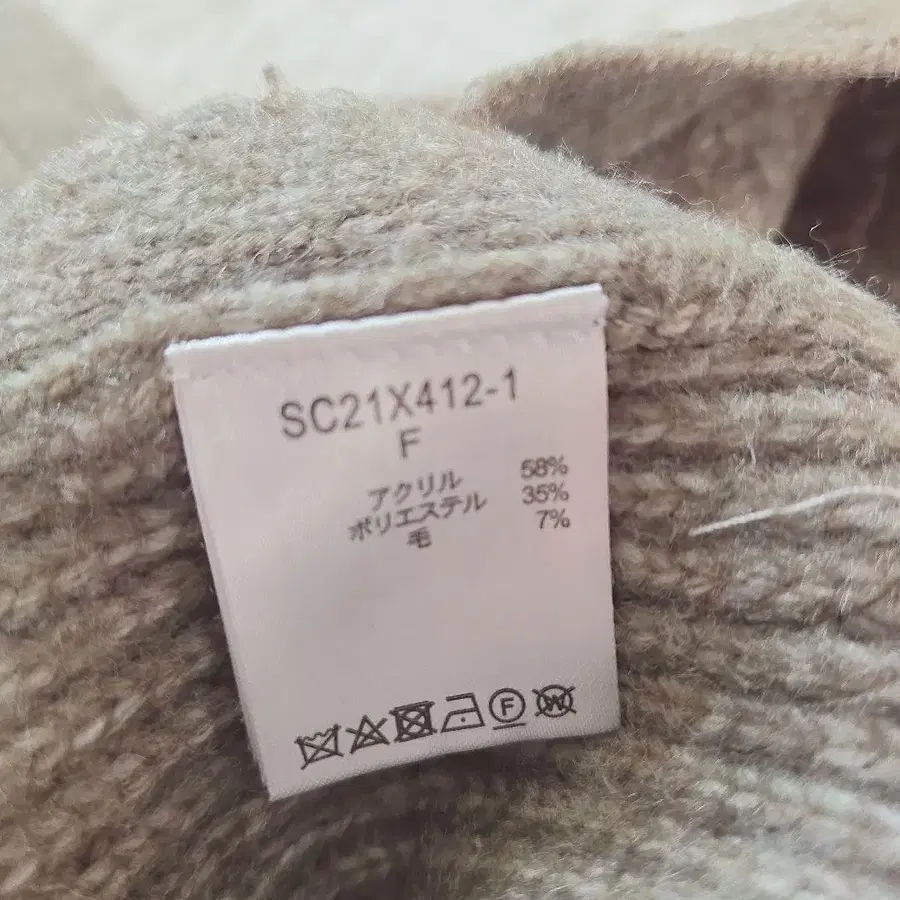 SC21X412-1
F
アクリル 58%
ポリエステル 35%
毛 7%
F W